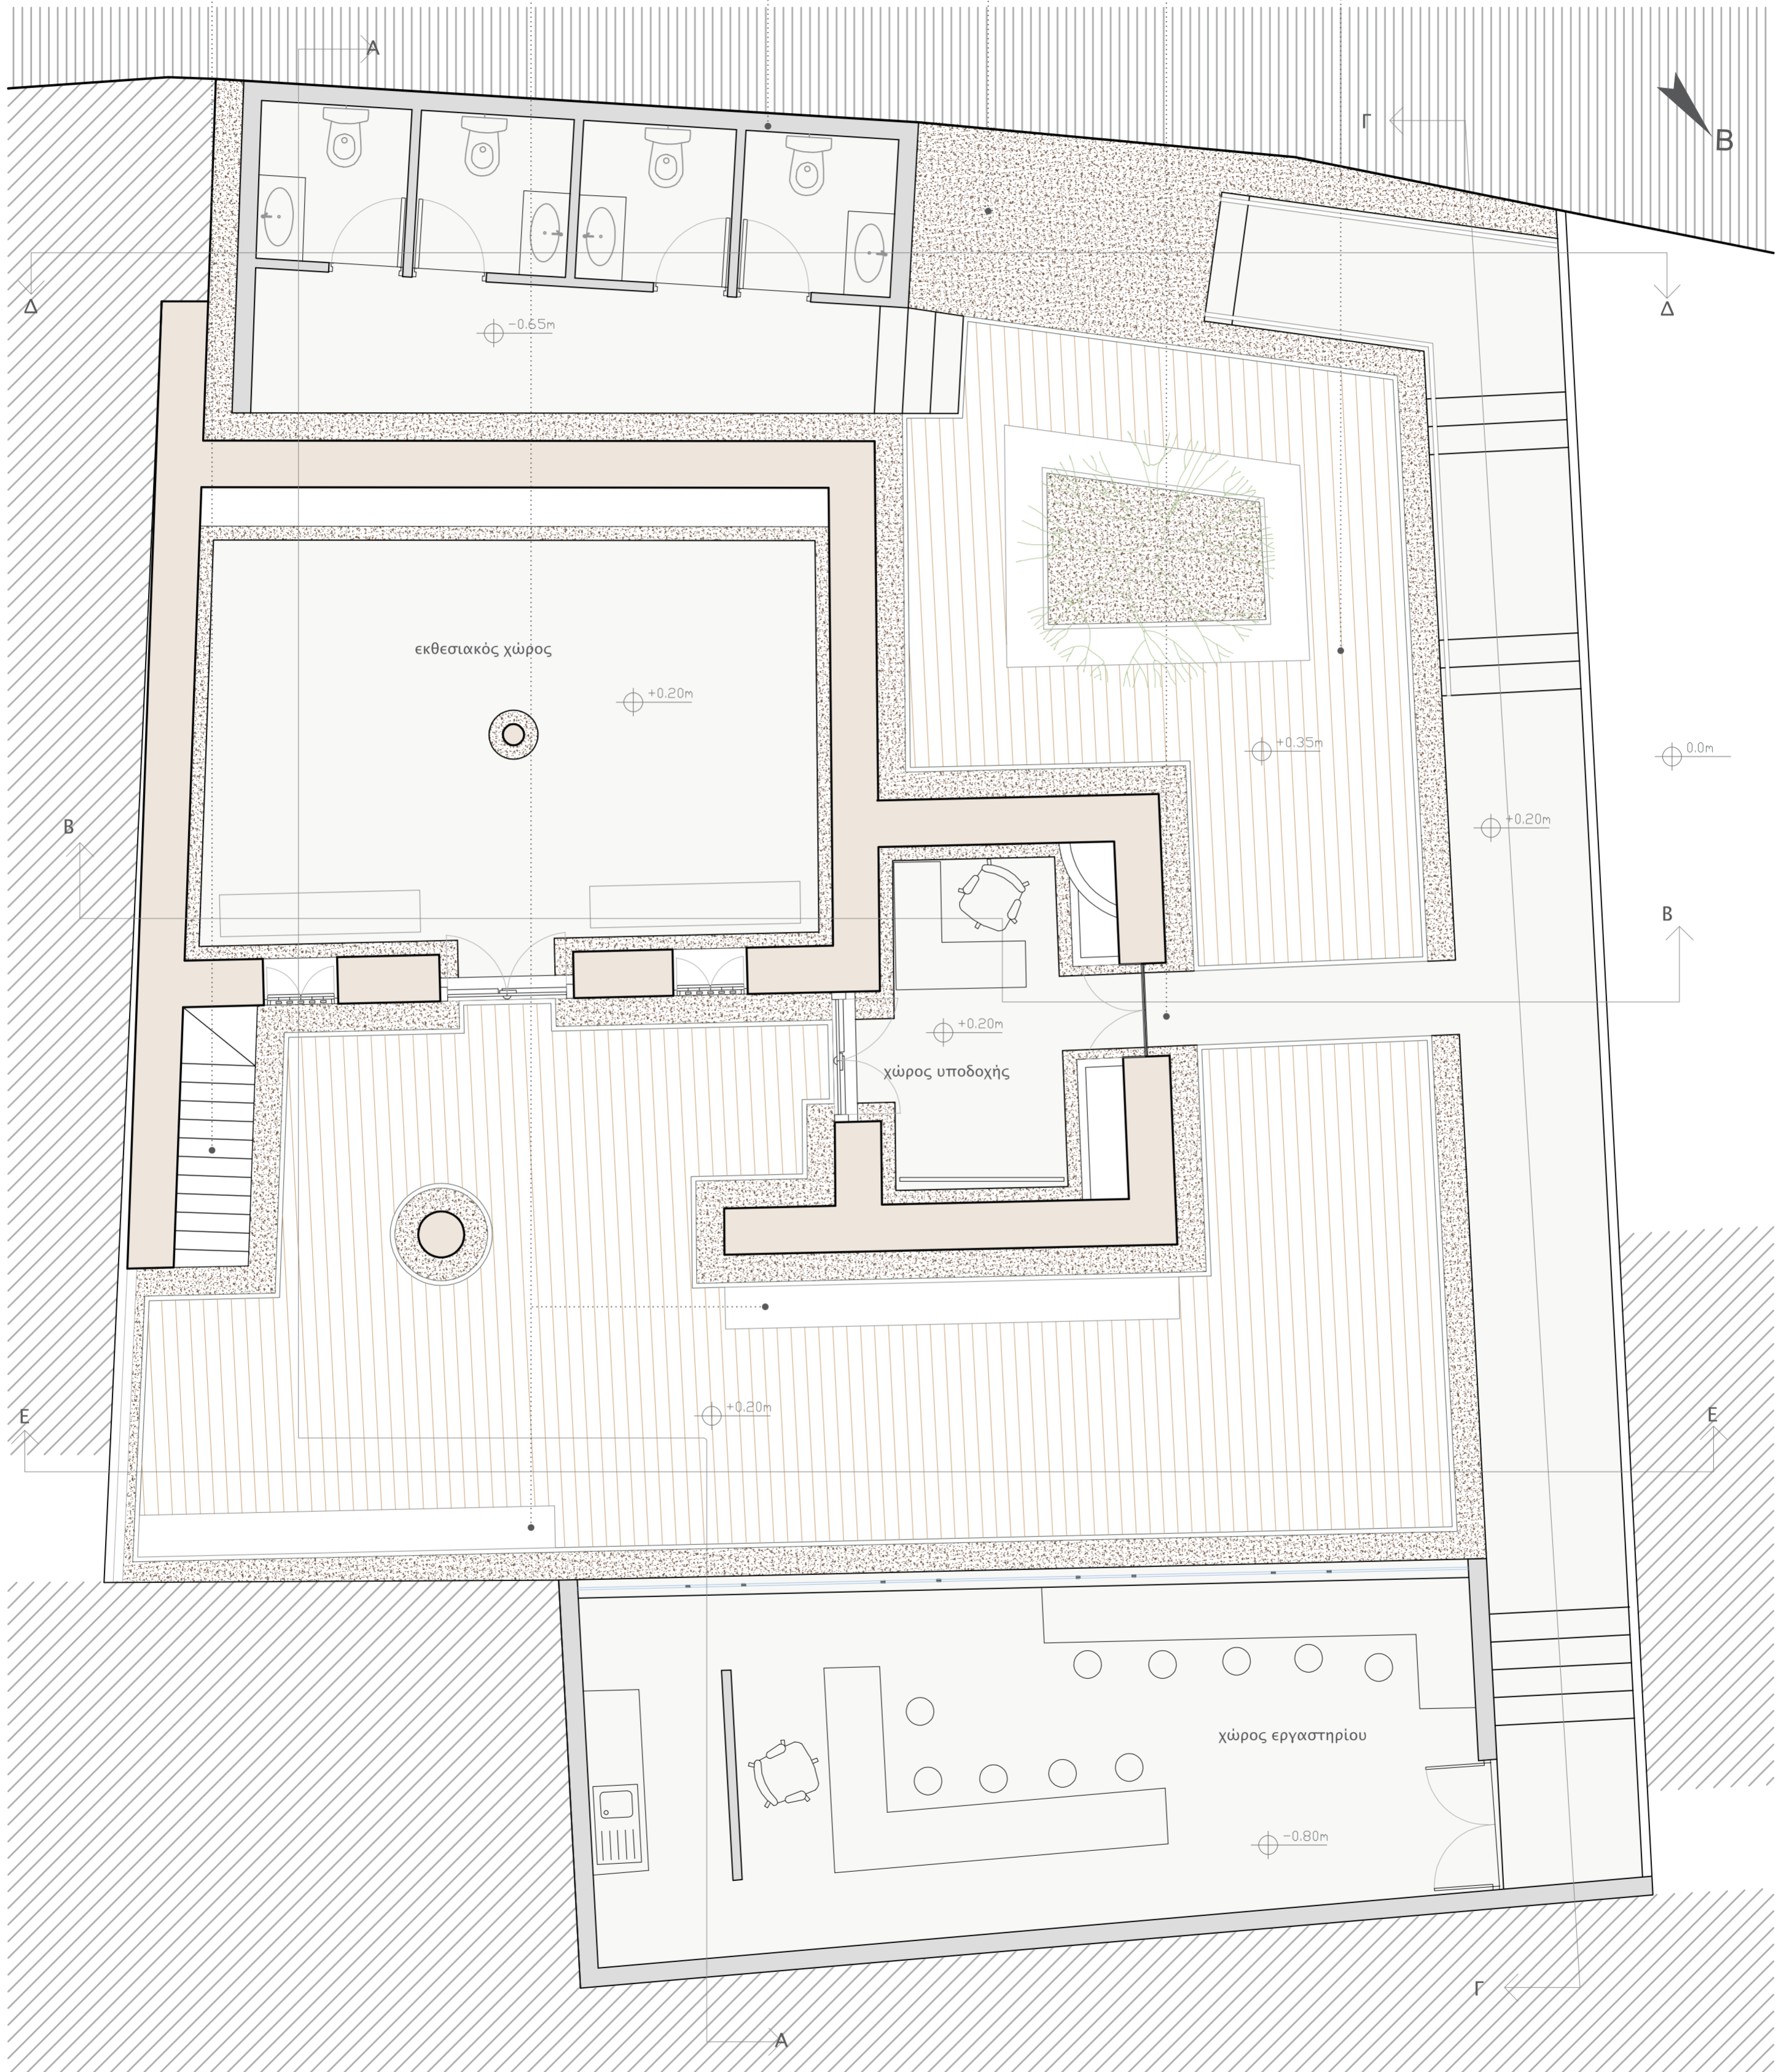 Α
Γ
Β
Δ
Δ
-0.65m
εκθεσιακός χώρος
+0.20m
+0.35m
0.0m
+0.20m
Β
Β
+0.20m
χώρος υποδοχής
+0.20m
Ε
Ε
χώρος εργαστηρίου
-0.80m
Γ
Α